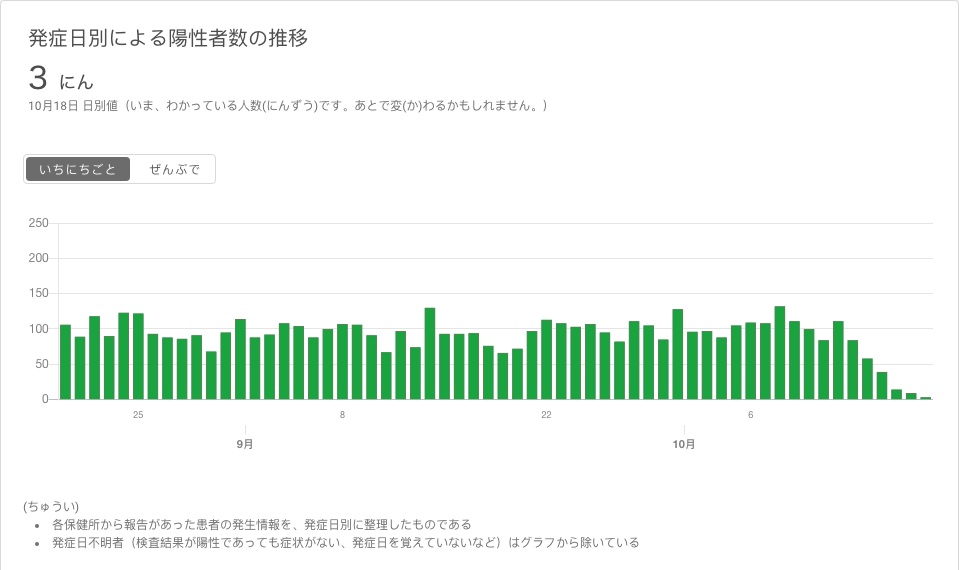 発症日別による陽性者数の推移
3 にん
10月18日 日別値（いま、わかっている人数(にんずう)です。あとで変(か)わるかもしれません。）
いちにちごと ぜんぶで
250
200
150
100
50
0
25 8 22 6
9月 10月
(ちゅうい)
• 各保健所から報告があった患者の発生情報を、発症日別に整理したものである
• 発症日不明者（検査結果が陽性であっても症状がない、発症日を覚えていないなど）はグラフから除いている